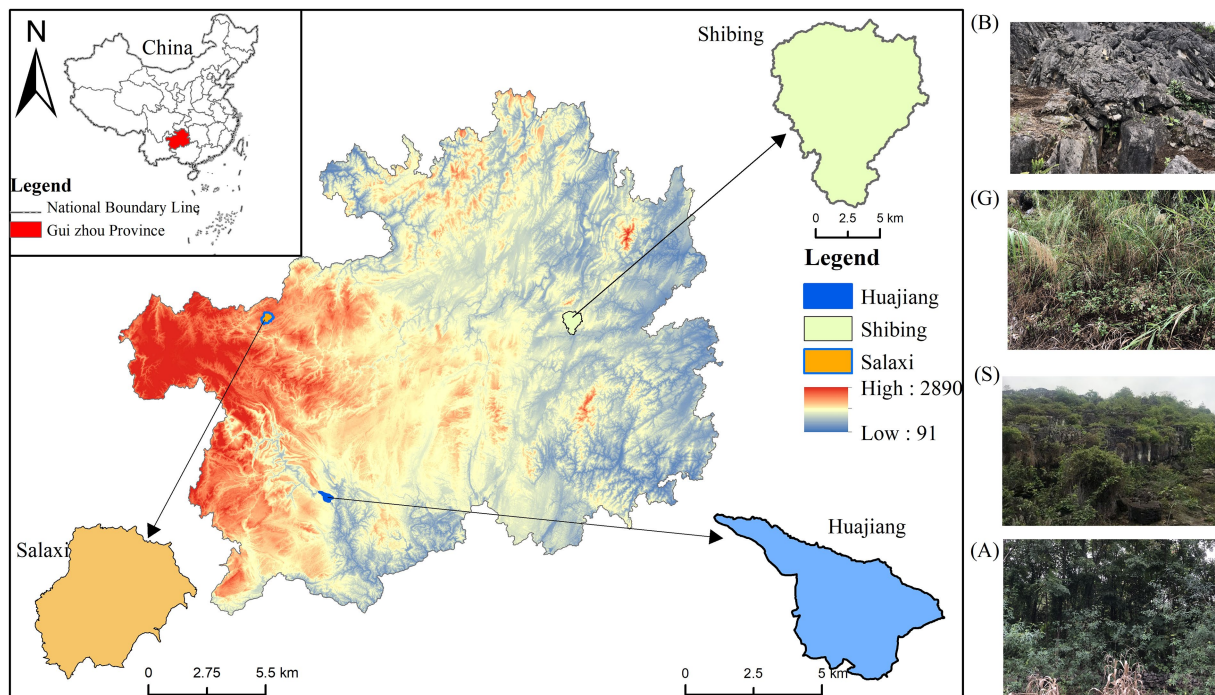 N
China
Legend
National Boundary Line
Gui zhou Province
Shibing
0 2.5 5 km
Legend
Huajiang
Shibing
Salaxi
High : 2890
Low : 91
Salaxi
0 2.75 5.5 km
Huajiang
0 2.5 5 km
(B)
(G)
(S)
(A)